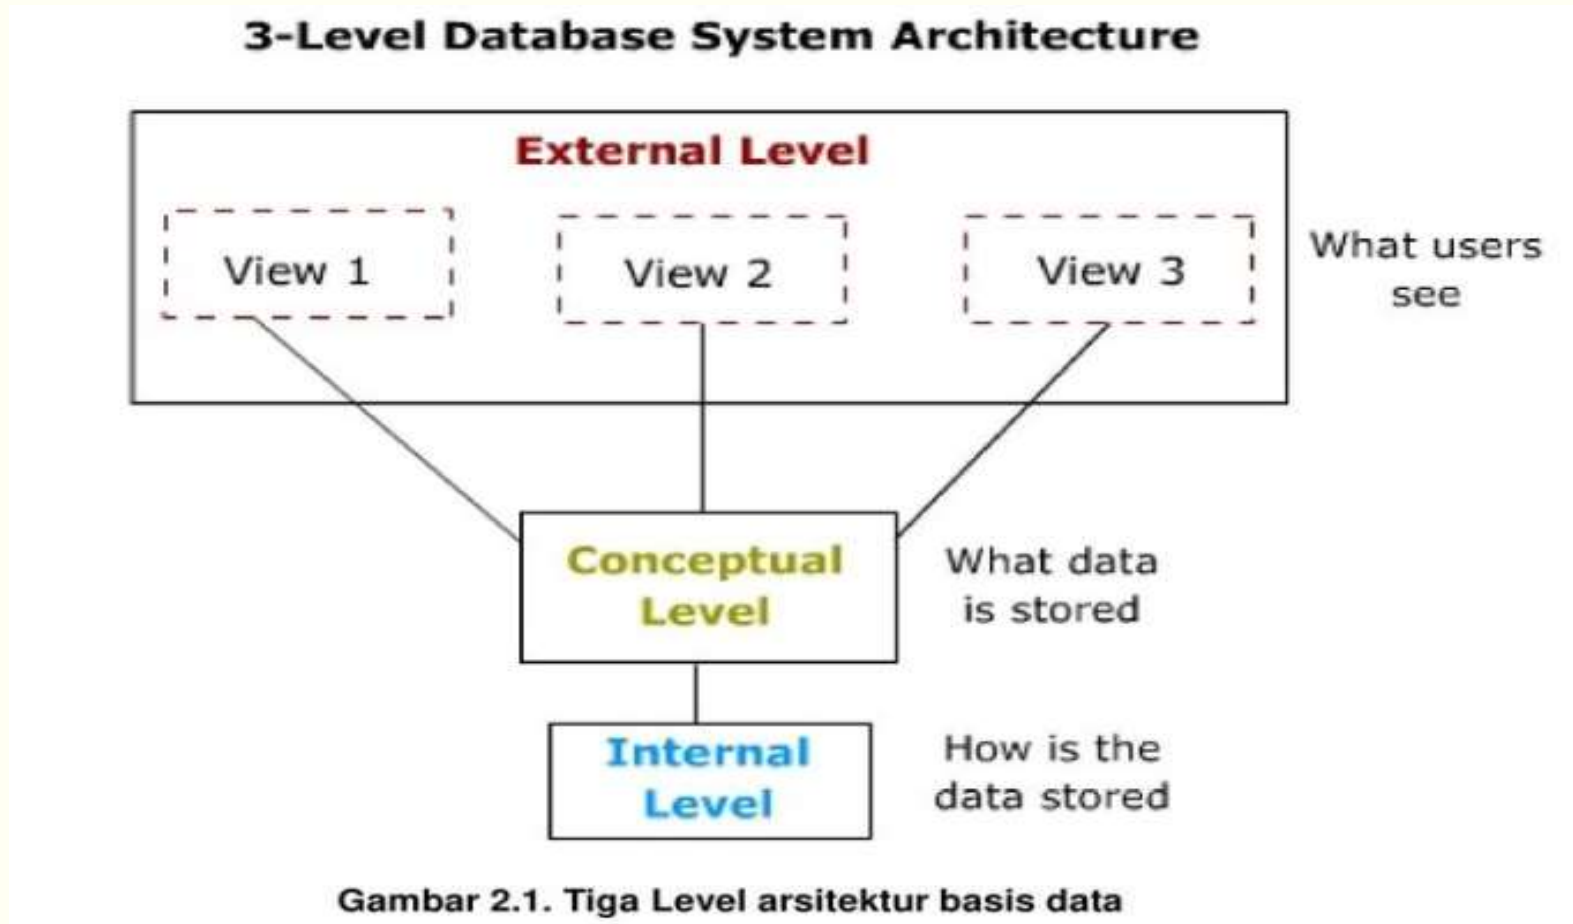 3-Level Database System Architecture
External Level
View 1
View 2
View 3
What users
see
Conceptual
Level
What data
is stored
Internal
Level
How is the
data stored
Gambar 2.1. Tiga Level arsitektur basis data